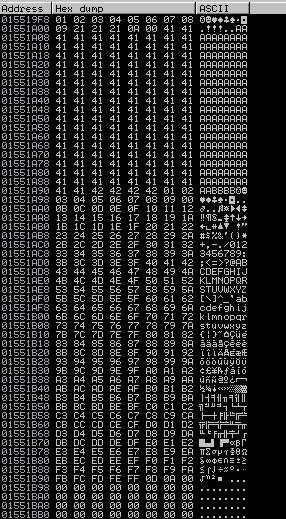 Address Hex dump ASCII
015519F8 01 02 03 04 05 06 07 08 ☺☻♥♦♣♠.◘
01551A00 09 21 21 21 0A 00 41 41 .!!!..AA
01551A08 41 41 41 41 41 41 41 41 AAAAAAAA
01551A10 41 41 41 41 41 41 41 41 AAAAAAAA
01551A18 41 41 41 41 41 41 41 41 AAAAAAAA
01551A20 41 41 41 41 41 41 41 41 AAAAAAAA
01551A28 41 41 41 41 41 41 41 41 AAAAAAAA
01551A30 41 41 41 41 41 41 41 41 AAAAAAAA
01551A38 41 41 41 41 41 41 41 41 AAAAAAAA
01551A40 41 41 41 41 41 41 41 41 AAAAAAAA
01551A48 41 41 41 41 41 41 41 41 AAAAAAAA
01551A50 41 41 41 41 41 41 41 41 AAAAAAAA
01551A58 41 41 41 41 41 41 41 41 AAAAAAAA
01551A60 41 41 41 41 41 41 41 41 AAAAAAAA
01551A68 41 41 41 41 41 41 41 41 AAAAAAAA
01551A70 41 41 41 41 41 41 41 41 AAAAAAAA
01551A78 41 41 41 41 41 41 41 41 AAAAAAAA
01551A80 41 41 41 41 41 41 41 41 AAAAAAAA
01551A88 41 41 41 41 41 41 41 41 AAAAAAAA
01551A90 41 41 42 42 42 42 01 02 AABBBB☺☻
01551A98 03 04 05 06 07 08 09 00 ♥♦♣♠.◘..
01551AA0 0B 0C 0D 0E 0F 10 11 12
01551AA8 13 14 15 16 17 18 19 1A
01551AB0 1B 1C 1D 1E 1F 20 21 22
01551AB8 23 24 25 26 27 28 29 2A #$%&'()*
01551AC0 2B 2C 2D 2E 2F 30 31 32 +,-./012
01551AC8 33 34 35 36 37 38 39 3A 3456789:
01551AD0 3B 3C 3D 3E 3F 40 41 42 ;<=>?@AB
01551AD8 43 44 45 46 47 48 49 4A CDEFGHIJ
01551AE0 4B 4C 4D 4E 4F 50 51 52 KLMNOPQR
01551AE8 53 54 55 56 57 58 59 5A STUVWXYZ
01551AF0 5B 5C 5D 5E 5F 60 61 62 [\]^_`ab
01551AF8 63 64 65 66 67 68 69 6A cdefghij
01551B00 6B 6C 6D 6E 6F 70 71 72 klmnopqr
01551B08 73 74 75 76 77 78 79 7A stuvwxyz
01551B10 7B 7C 7D 7E 7F 80 81 82 {|}~⌂Çüé
01551B18 83 84 85 86 87 88 89 8A âäàåçêëè
01551B20 8B 8C 8D 8E 8F 90 91 92 ïîìÄÅÉæÆ
01551B28 93 94 95 96 97 98 99 9A ôöòûùÿÖÜ
01551B30 9B 9C 9D 9E 9F A0 A1 A2 ¢£¥₧ƒáíó
01551B38 A3 A4 A5 A6 A7 A8 A9 AA úñÑªº¿⌐¬
01551B40 AB AC AD AE AF B0 B1 B2 ½¼¡«»░▒▓
01551B48 B3 B4 B5 B6 B7 B8 B9 BA │┤╡╢╖╕╣║
01551B50 BB BC BD BE BF C0 C1 C2 ╗╝╜╛┐└┴┬
01551B58 C3 C4 C5 C6 C7 C8 C9 CA ├─┼╞╟╚╔╩
01551B60 CB CC CD CE CF D0 D1 D2 ╦╠═╬╧╨╤╥
01551B68 D3 D4 D5 D6 D7 D8 D9 DA ╙╘╒╓╫╪┘┌
01551B70 DB DC DD DE DF E0 E1 E2 █▄▌▐▀αßΓ
01551B78 E3 E4 E5 E6 E7 E8 E9 EA πΣσµτΦΘΩ
01551B80 EB EC ED EE EF F0 F1 F2 δ∞φε∩≡±≥
01551B88 F3 F4 F5 F6 F7 F8 F9 FA ≤⌠⌡÷≈°∙·
01551B90 FB FC FD FE FF 0D 0A 00 √ⁿ²■ ...
01551B98 00 00 00 00 00 00 00 00 ........
01551BA0 00 00 00 00 00 00 00 00 ........
01551BA8 00 00 00 00 00 00 00 00 ........